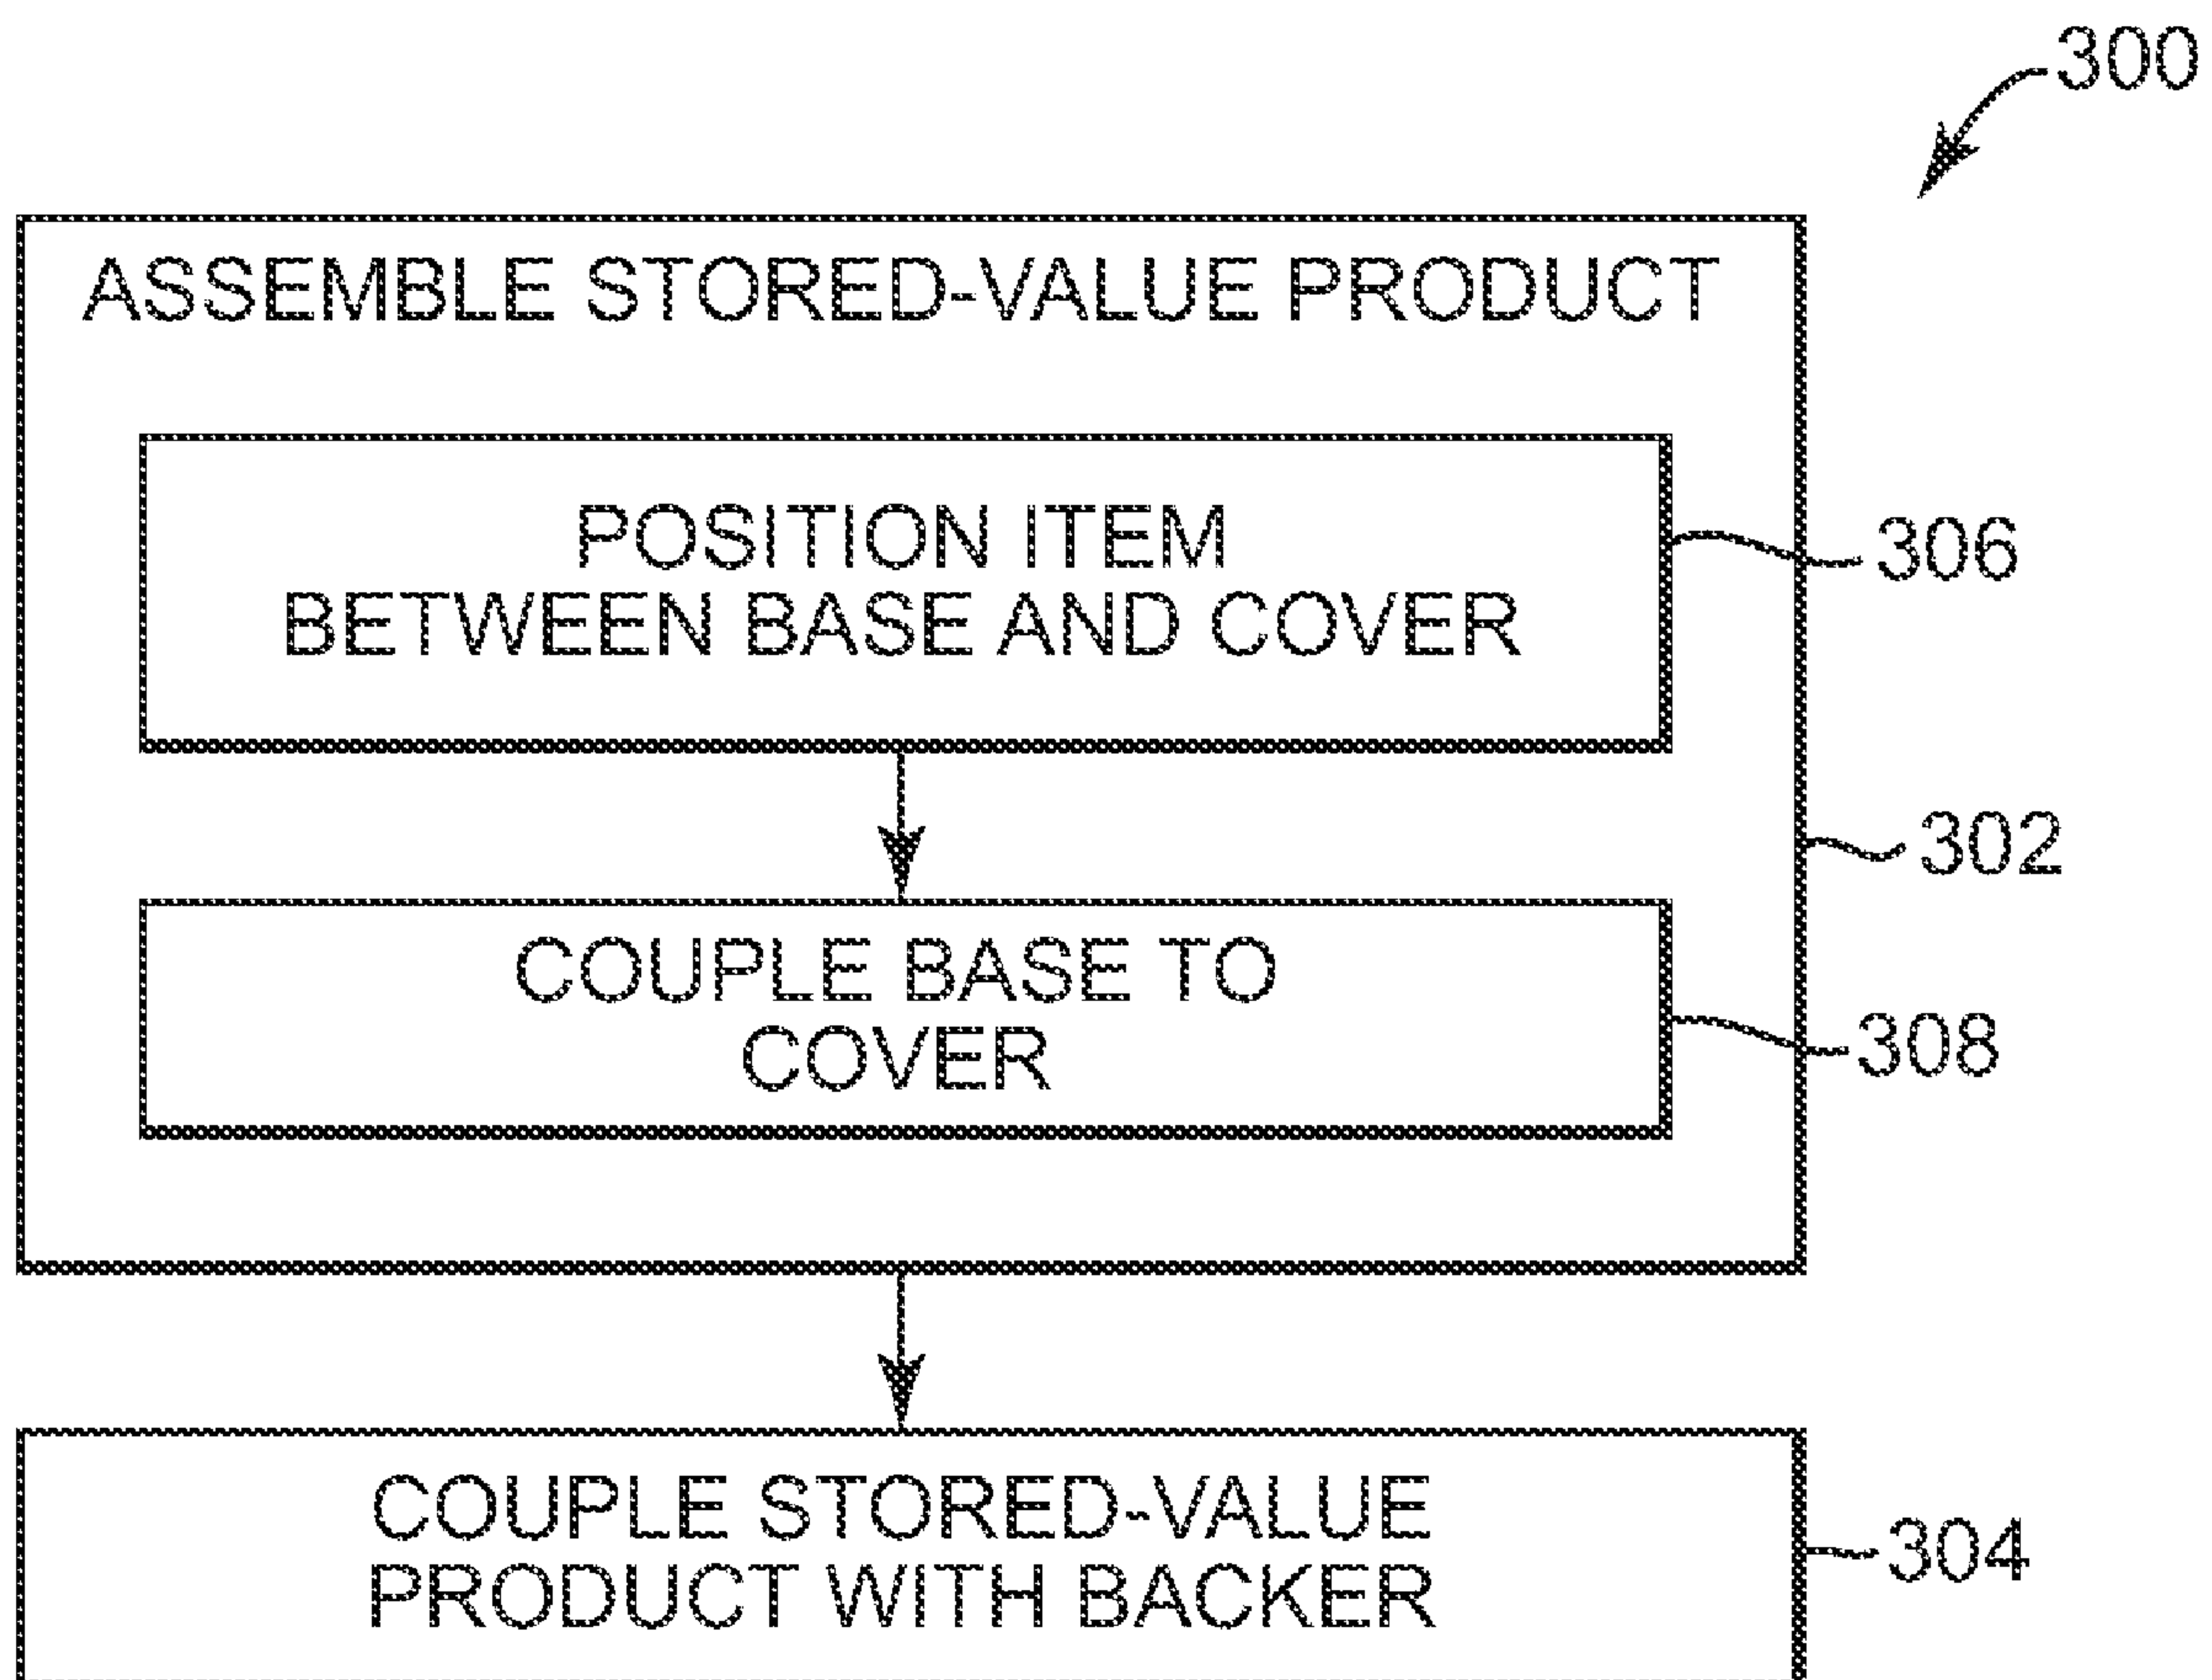 300
ASSEMBLE STORED-VALUE PRODUCT
POSITION ITEM
BETWEEN BASE AND COVER
306
302
COUPLE BASE TO
COVER
308
COUPLE STORED-VALUE
PRODUCT WITH BACKER
304